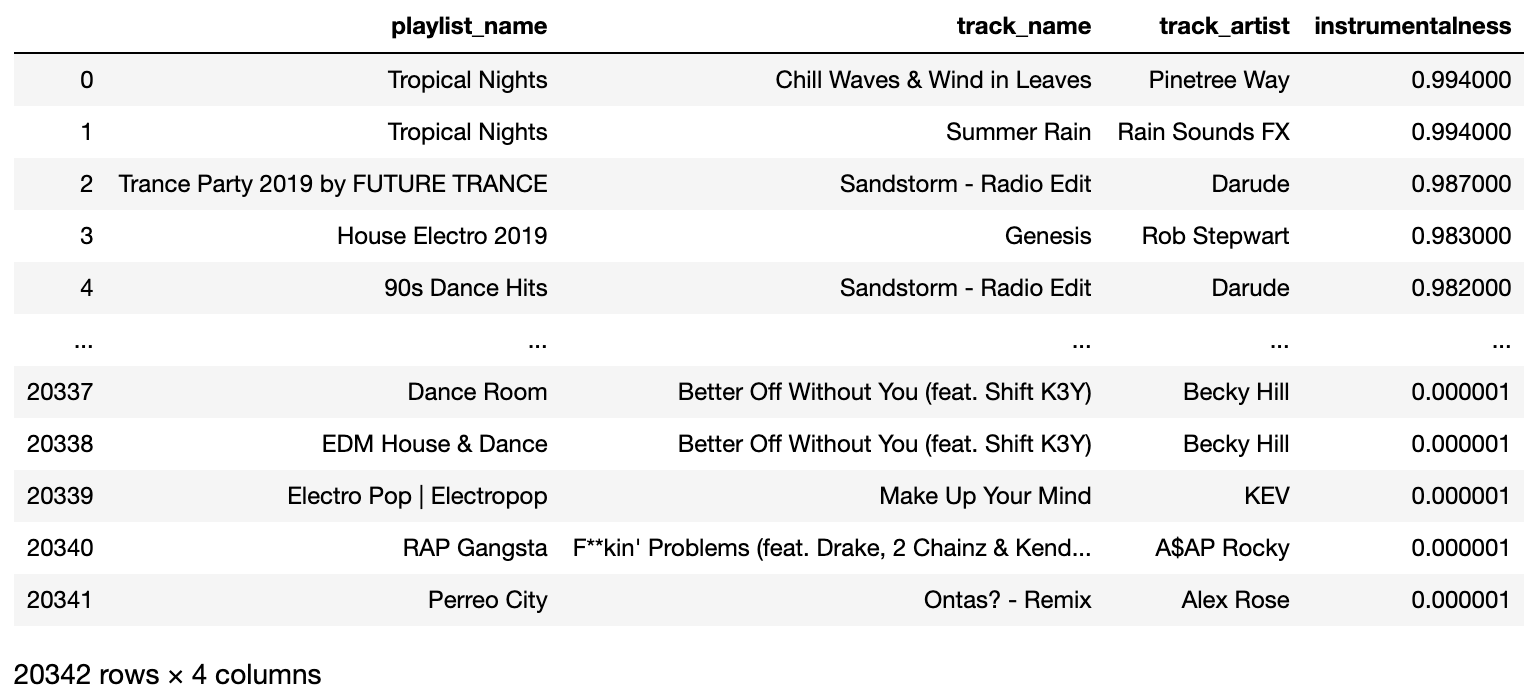 playlist_name track_name track_artist instrumentalness
0 Tropical Nights Chill Waves & Wind in Leaves Pinetree Way 0.994000
1 Tropical Nights Summer Rain Rain Sounds FX 0.994000
2 Trance Party 2019 by FUTURE TRANCE Sandstorm - Radio Edit Darude 0.987000
3 House Electro 2019 Genesis Rob Stepwart 0.983000
4 90s Dance Hits Sandstorm - Radio Edit Darude 0.982000
... ... ... ... ...
20337 Dance Room Better Off Without You (feat. Shift K3Y) Becky Hill 0.000001
20338 EDM House & Dance Better Off Without You (feat. Shift K3Y) Becky Hill 0.000001
20339 Electro Pop | Electropop Make Up Your Mind KEV 0.000001
20340 RAP Gangsta F**kin' Problems (feat. Drake, 2 Chainz & Kend... A$AP Rocky 0.000001
20341 Perreo City Ontas? - Remix Alex Rose 0.000001
20342 rows × 4 columns